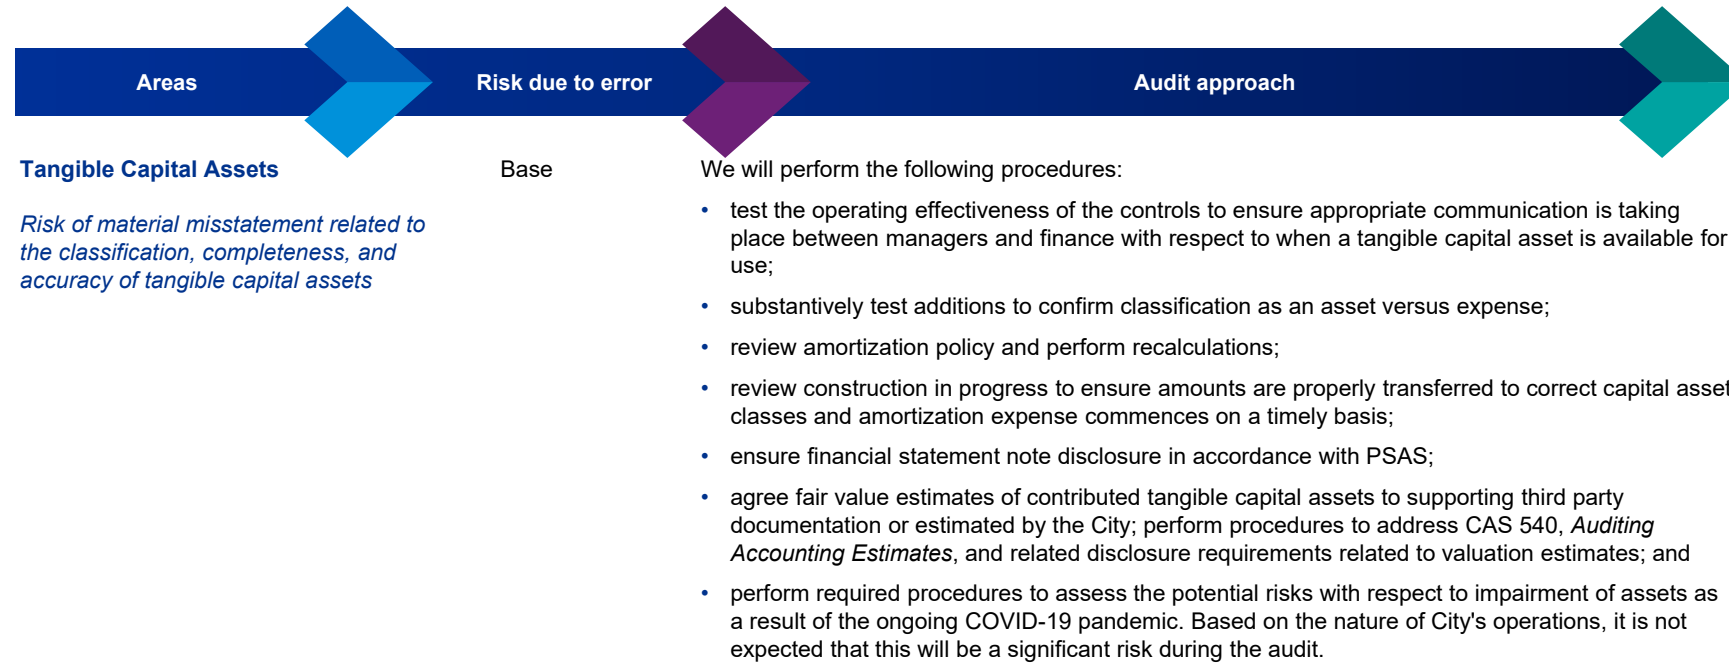 Areas
Risk due to error
Audit approach
Tangible Capital Assets
Base
Risk of material misstatement related to
the classification, completeness, and
accuracy of tangible capital assets
We will perform the following procedures:
• test the operating effectiveness of the controls to ensure appropriate communication is taking
place between managers and finance with respect to when a tangible capital asset is available for
use;
• substantively test additions to confirm classification as an asset versus expense;
• review amortization policy and perform recalculations;
• review construction in progress to ensure amounts are properly transferred to correct capital asset
classes and amortization expense commences on a timely basis;
• ensure financial statement note disclosure in accordance with PSAS;
• agree fair value estimates of contributed tangible capital assets to supporting third party
documentation or estimated by the City; perform procedures to address CAS 540, Auditing
Accounting Estimates, and related disclosure requirements related to valuation estimates; and
• perform required procedures to assess the potential risks with respect to impairment of assets as
a result of the ongoing COVID-19 pandemic. Based on the nature of City's operations, it is not
expected that this will be a significant risk during the audit.